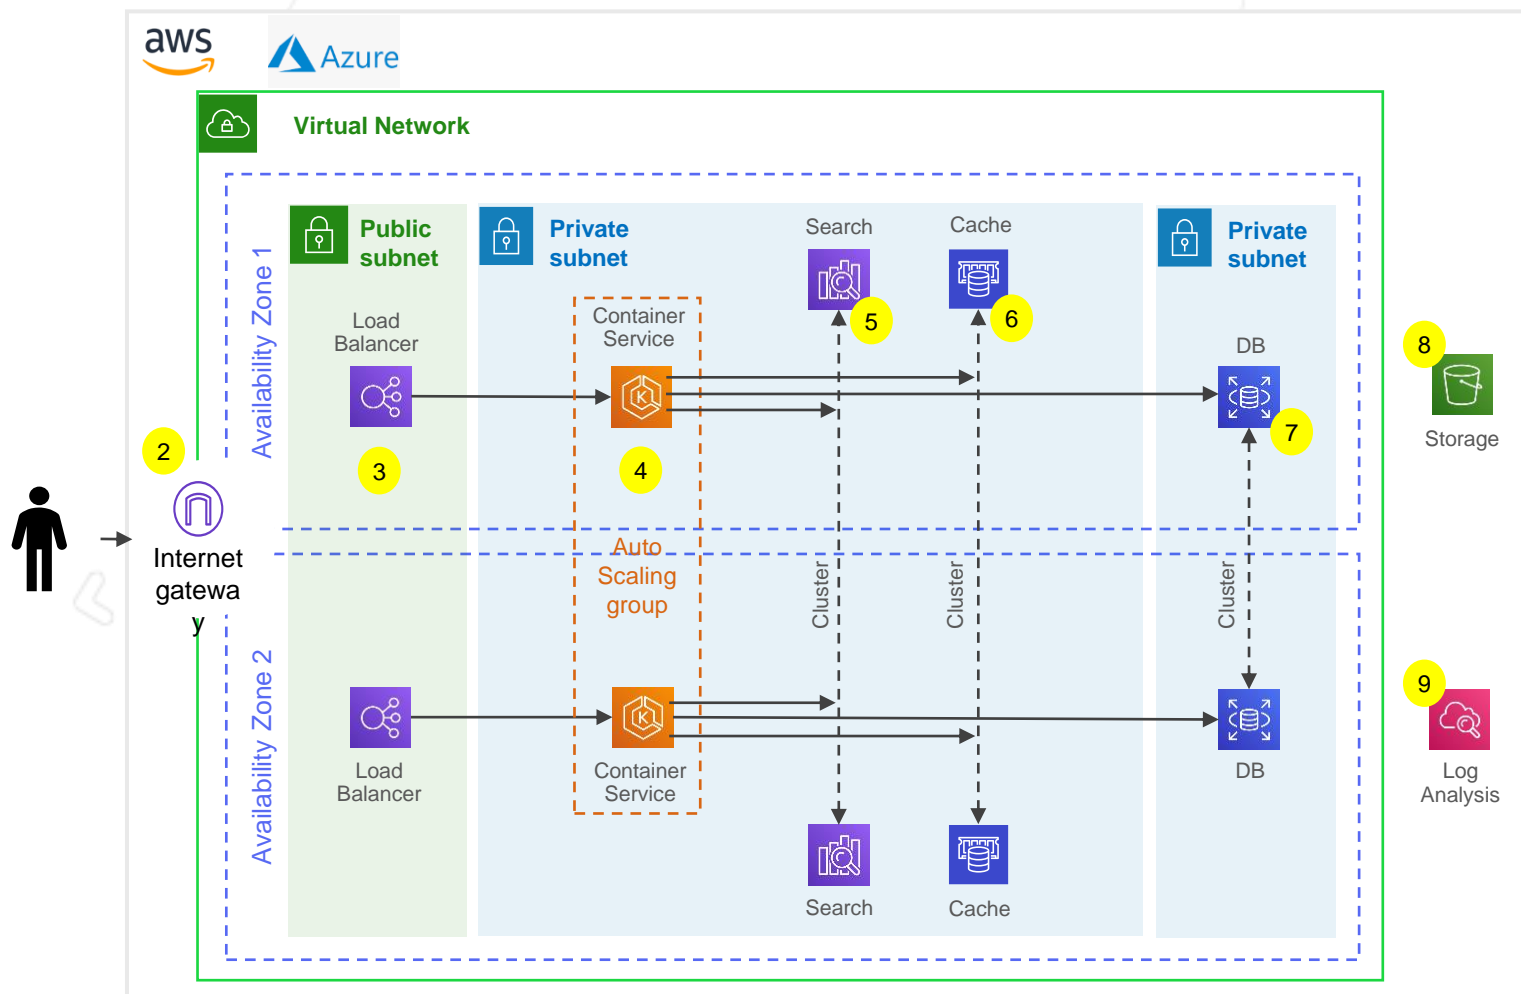 aws
Azure
Virtual Network
Availability Zone 1
Public
subnet
Private
subnet
Search
Cache
Private
subnet
5
6
Load
Balancer
Container
Service
DB
8
Storage
2
3
4
7
Internet
gatewa
y
Auto
Scaling
group
Cluster
Cluster
Cluster
Availability Zone 2
9
Load
Balancer
Container
Service
DB
Log
Analysis
Search
Cache